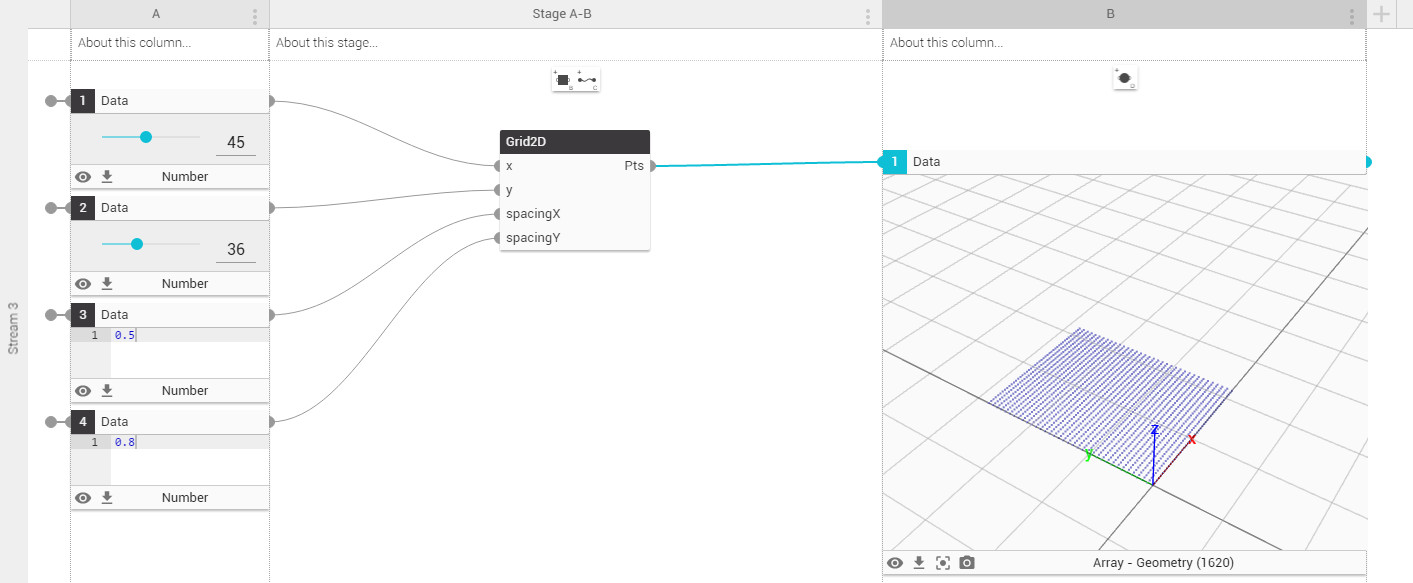 A
Stage A-B
B
About this column...
About this stage...
About this column...
Stream 3
1 Data
45
Number
2 Data
36
Number
3 Data
1 0.5
Number
4 Data
1 0.8
Number
B C
Grid2D
x Pts
y
spacingX
spacingY
D
1 Data
z
x
y
Array - Geometry (1620)